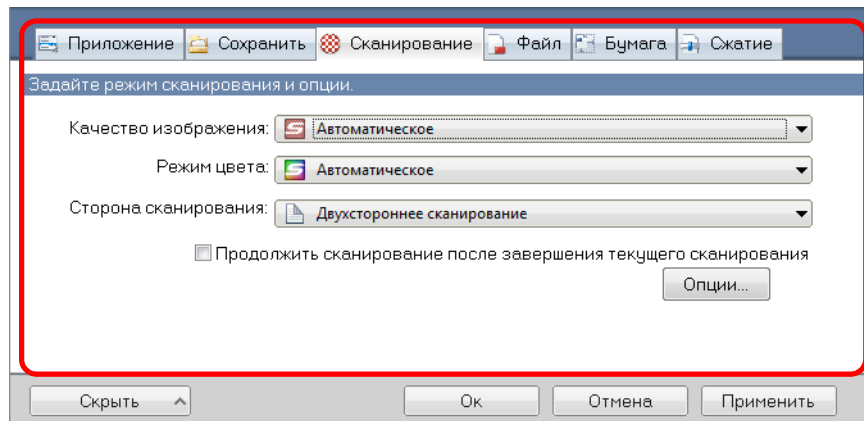 Приложение Сохранить Сканирование Файл Бумага Сжатие
Задайте режим сканирования и опции.
Качество изображения: Автоматическое
Режим цвета: Автоматическое
Сторона сканирования: Двухстороннее сканирование
Продолжить сканирование после завершения текущего сканирования
Опции...
Скрыть Ок Отмена Применить